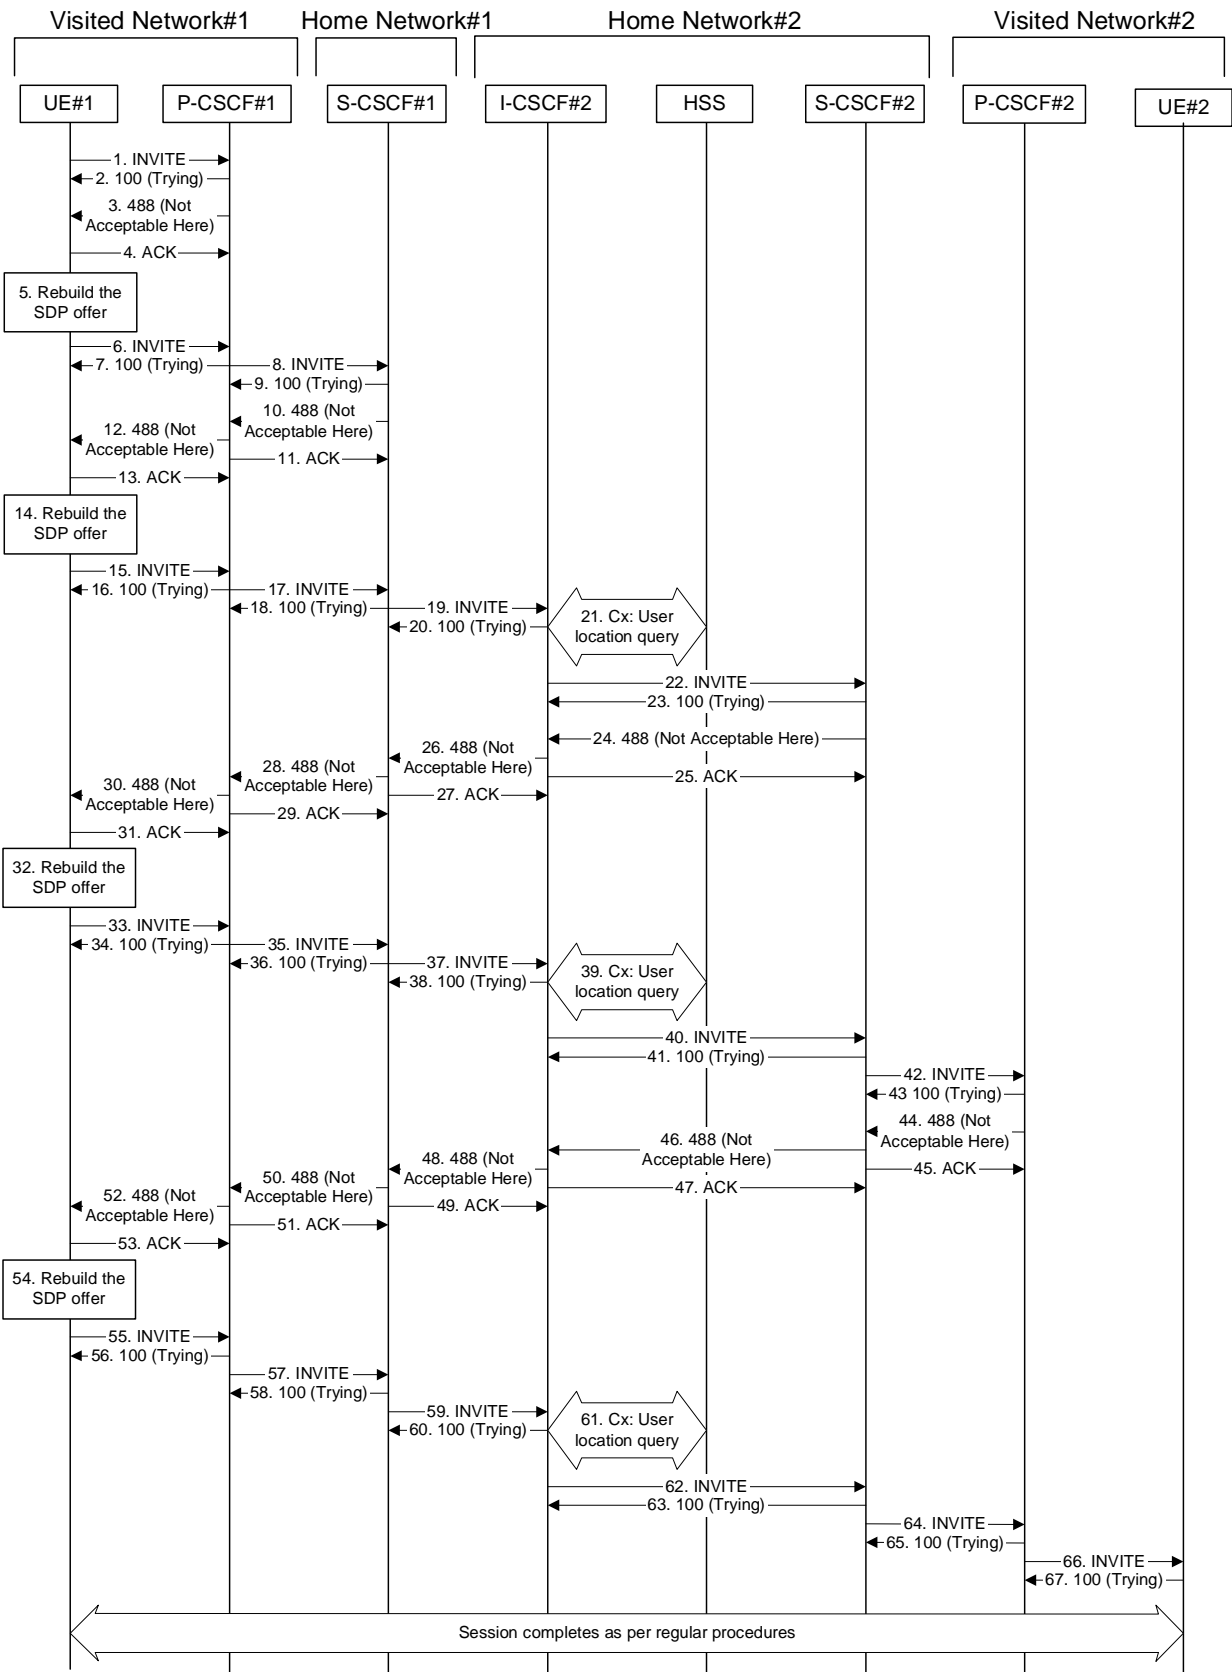 Visited Network#1
Home Network#1
Home Network#2
Visited Network#2
UE#1
P-CSCF#1
S-CSCF#1
I-CSCF#2
HSS
S-CSCF#2
P-CSCF#2
UE#2
1. INVITE
2. 100 (Trying)
3. 488 (Not
Acceptable Here)
4. ACK
5. Rebuild the
SDP offer
6. INVITE
7. 100 (Trying)
8. INVITE
9. 100 (Trying)
10. 488 (Not
Acceptable Here)
12. 488 (Not
Acceptable Here)
11. ACK
13. ACK
14. Rebuild the
SDP offer
15. INVITE
16. 100 (Trying)
17. INVITE
18. 100 (Trying)
19. INVITE
20. 100 (Trying)
21. Cx: User
location query
22. INVITE
23. 100 (Trying)
24. 488 (Not Acceptable Here)
26. 488 (Not
Acceptable Here)
25. ACK
28. 488 (Not
Acceptable Here)
27. ACK
30. 488 (Not
Acceptable Here)
29. ACK
31. ACK
32. Rebuild the
SDP offer
33. INVITE
34. 100 (Trying)
35. INVITE
36. 100 (Trying)
37. INVITE
38. 100 (Trying)
39. Cx: User
location query
40. INVITE
41. 100 (Trying)
42. INVITE
43 100 (Trying)
44. 488 (Not
Acceptable Here)
46. 488 (Not
Acceptable Here)
45. ACK
48. 488 (Not
Acceptable Here)
47. ACK
50. 488 (Not
Acceptable Here)
49. ACK
52. 488 (Not
Acceptable Here)
51. ACK
53. ACK
54. Rebuild the
SDP offer
55. INVITE
56. 100 (Trying)
57. INVITE
58. 100 (Trying)
59. INVITE
60. 100 (Trying)
61. Cx: User
location query
62. INVITE
63. 100 (Trying)
64. INVITE
65. 100 (Trying)
66. INVITE
67. 100 (Trying)
Session completes as per regular procedures